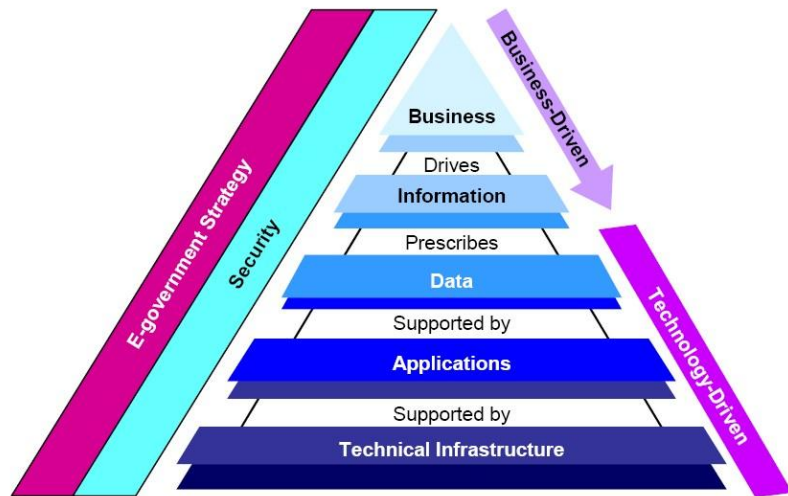 E-government Strategy
Security
Business-Driven
Technology-Driven
Business
Drives
Information
Prescribes
Data
Supported by
Applications
Supported by
Technical Infrastructure